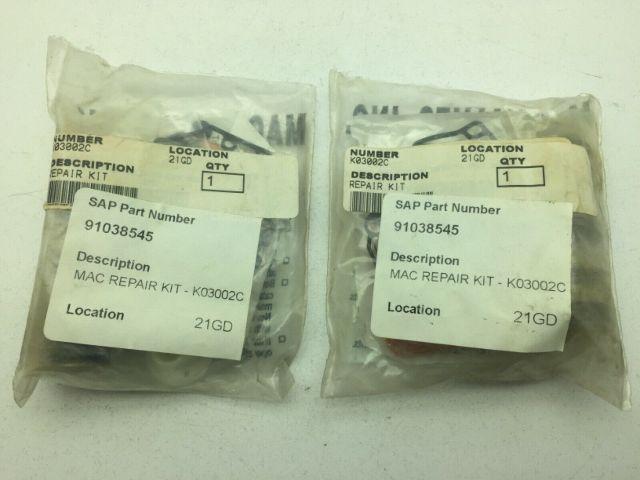 NUMBER
K03002C
LOCATION
21GD
DESCRIPTION
REPAIR KIT
QTY
1
SAP Part Number
91038545
Description
MAC REPAIR KIT - K03002C
Location
21GD
NUMBER
K03002C
LOCATION
21GD
DESCRIPTION
REPAIR KIT
QTY
1
SAP Part Number
91038545
Description
MAC REPAIR KIT - K03002C
Location
21GD